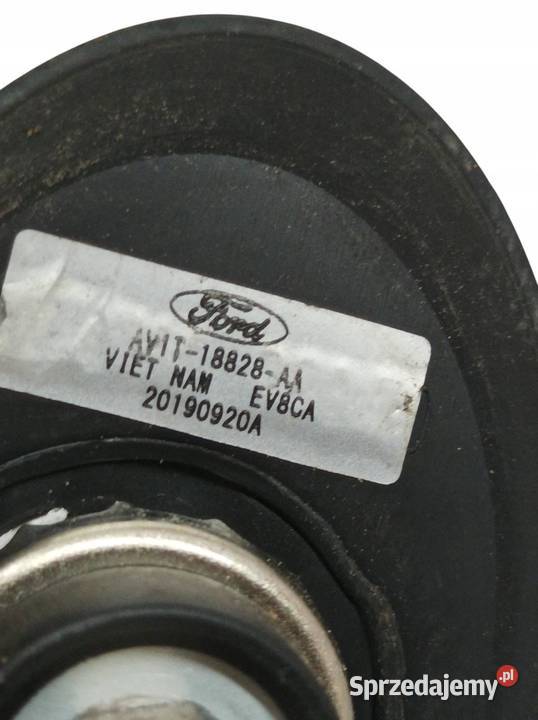 Ford
AV1T-18828-AA
VIET NAM EV8CA
20190920A
Sprzedajemy.pl